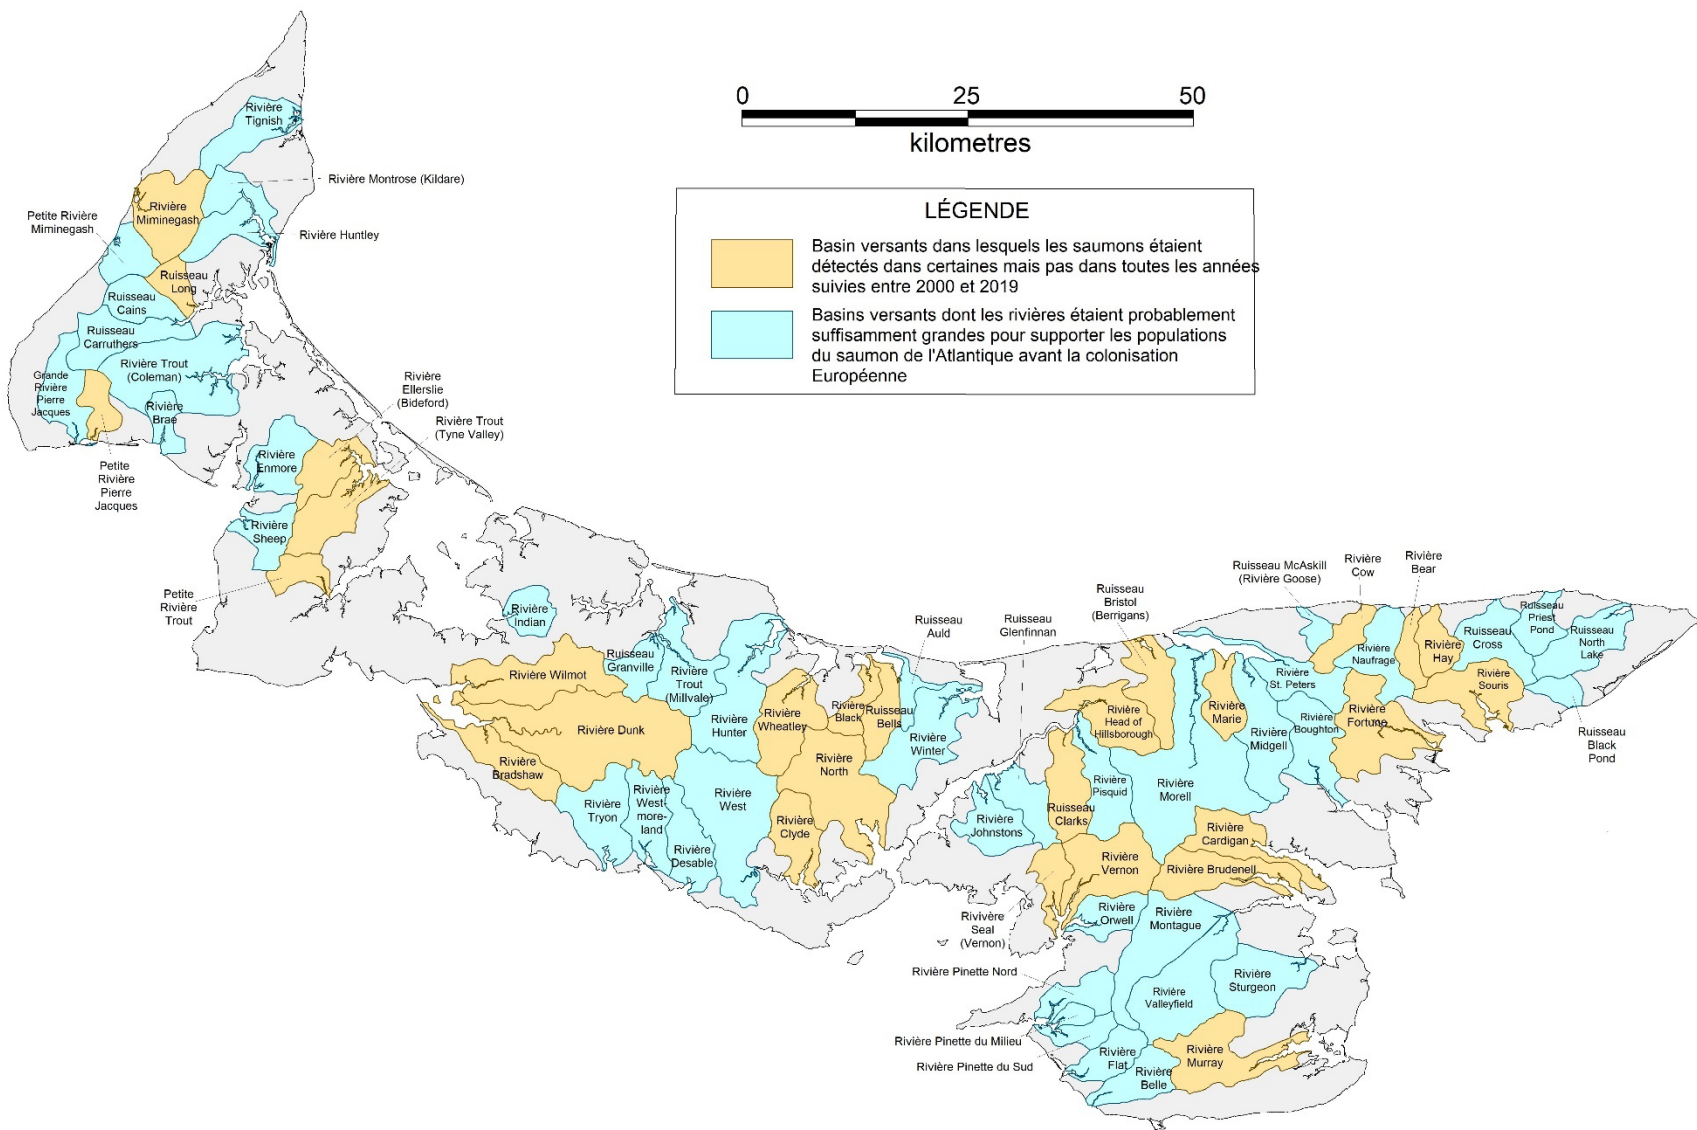 0
25
50
kilometres
LÉGENDE
Basin versants dans lesquels les saumons étaient
détectés dans certaines mais pas dans toutes les années
suivies entre 2000 et 2019
Basins versants dont les rivières étaient probablement
suffisamment grandes pour supporter les populations
du saumon de l'Atlantique avant la colonisation
Européenne
Rivière
Tignish
Rivière Montrose (Kildare)
Rivière
Miminegash
Petite Rivière
Miminegash
Rivière Huntley
Ruisseau
Long
Ruisseau
Cains
Ruisseau
Carruthers
Rivière Trout
(Coleman)
Grande
Rivière
Pierre
Jacques
Rivière
Brae
Petite
Rivière
Pierre
Jacques
Rivière
Ellerslie
(Bideford)
Rivière Trout
(Tyne Valley)
Rivière
Enmore
Rivière
Sheep
Petite
Rivière
Trout
Rivière
Indian
Rivière Wilmot
Ruisseau
Granville
Rivière
Trout
(Millvale)
Rivière
Hunter
Rivière Dunk
Rivière
Bradshaw
Rivière
Tryon
Rivière
West-
more-
land
Rivière
Desable
Rivière
West
Rivière
Wheatley
Rivière
Black
Ruisseau
Bells
Ruisseau
Auld
Rivière
Winter
Rivière
North
Rivière
Clyde
Ruisseau
Glenfinnan
Ruisseau
Bristol
(Berrigans)
Rivière
Head of
Hillsborough
Rivière
Marie
Rivière
St. Peters
Rivière
Midgell
Rivière
Boughton
Rivière
Morell
Rivière
Pisquid
Ruisseau
Clarks
Rivière
Johnstons
Ruisseau McAskill
(Rivière Goose)
Rivière
Cow
Rivière
Bear
Rivière
Naufrage
Rivière
Hay
Ruisseau
Cross
Ruisseau
Priest
Pond
Ruisseau
North
Lake
Rivière
Souris
Rivière
Fortune
Ruisseau
Black
Pond
Rivière
Cardigan
Rivière
Vernon
Rivière Brudenell
Rivivère
Seal
(Vernon)
Rivière
Orwell
Rivière
Montague
Rivière Pinette Nord
Rivière
Sturgeon
Rivière
Valleyfield
Rivière Pinette du Milieu
Rivière Pinette du Sud
Rivière
Flat
Rivière
Belle
Rivière
Murray